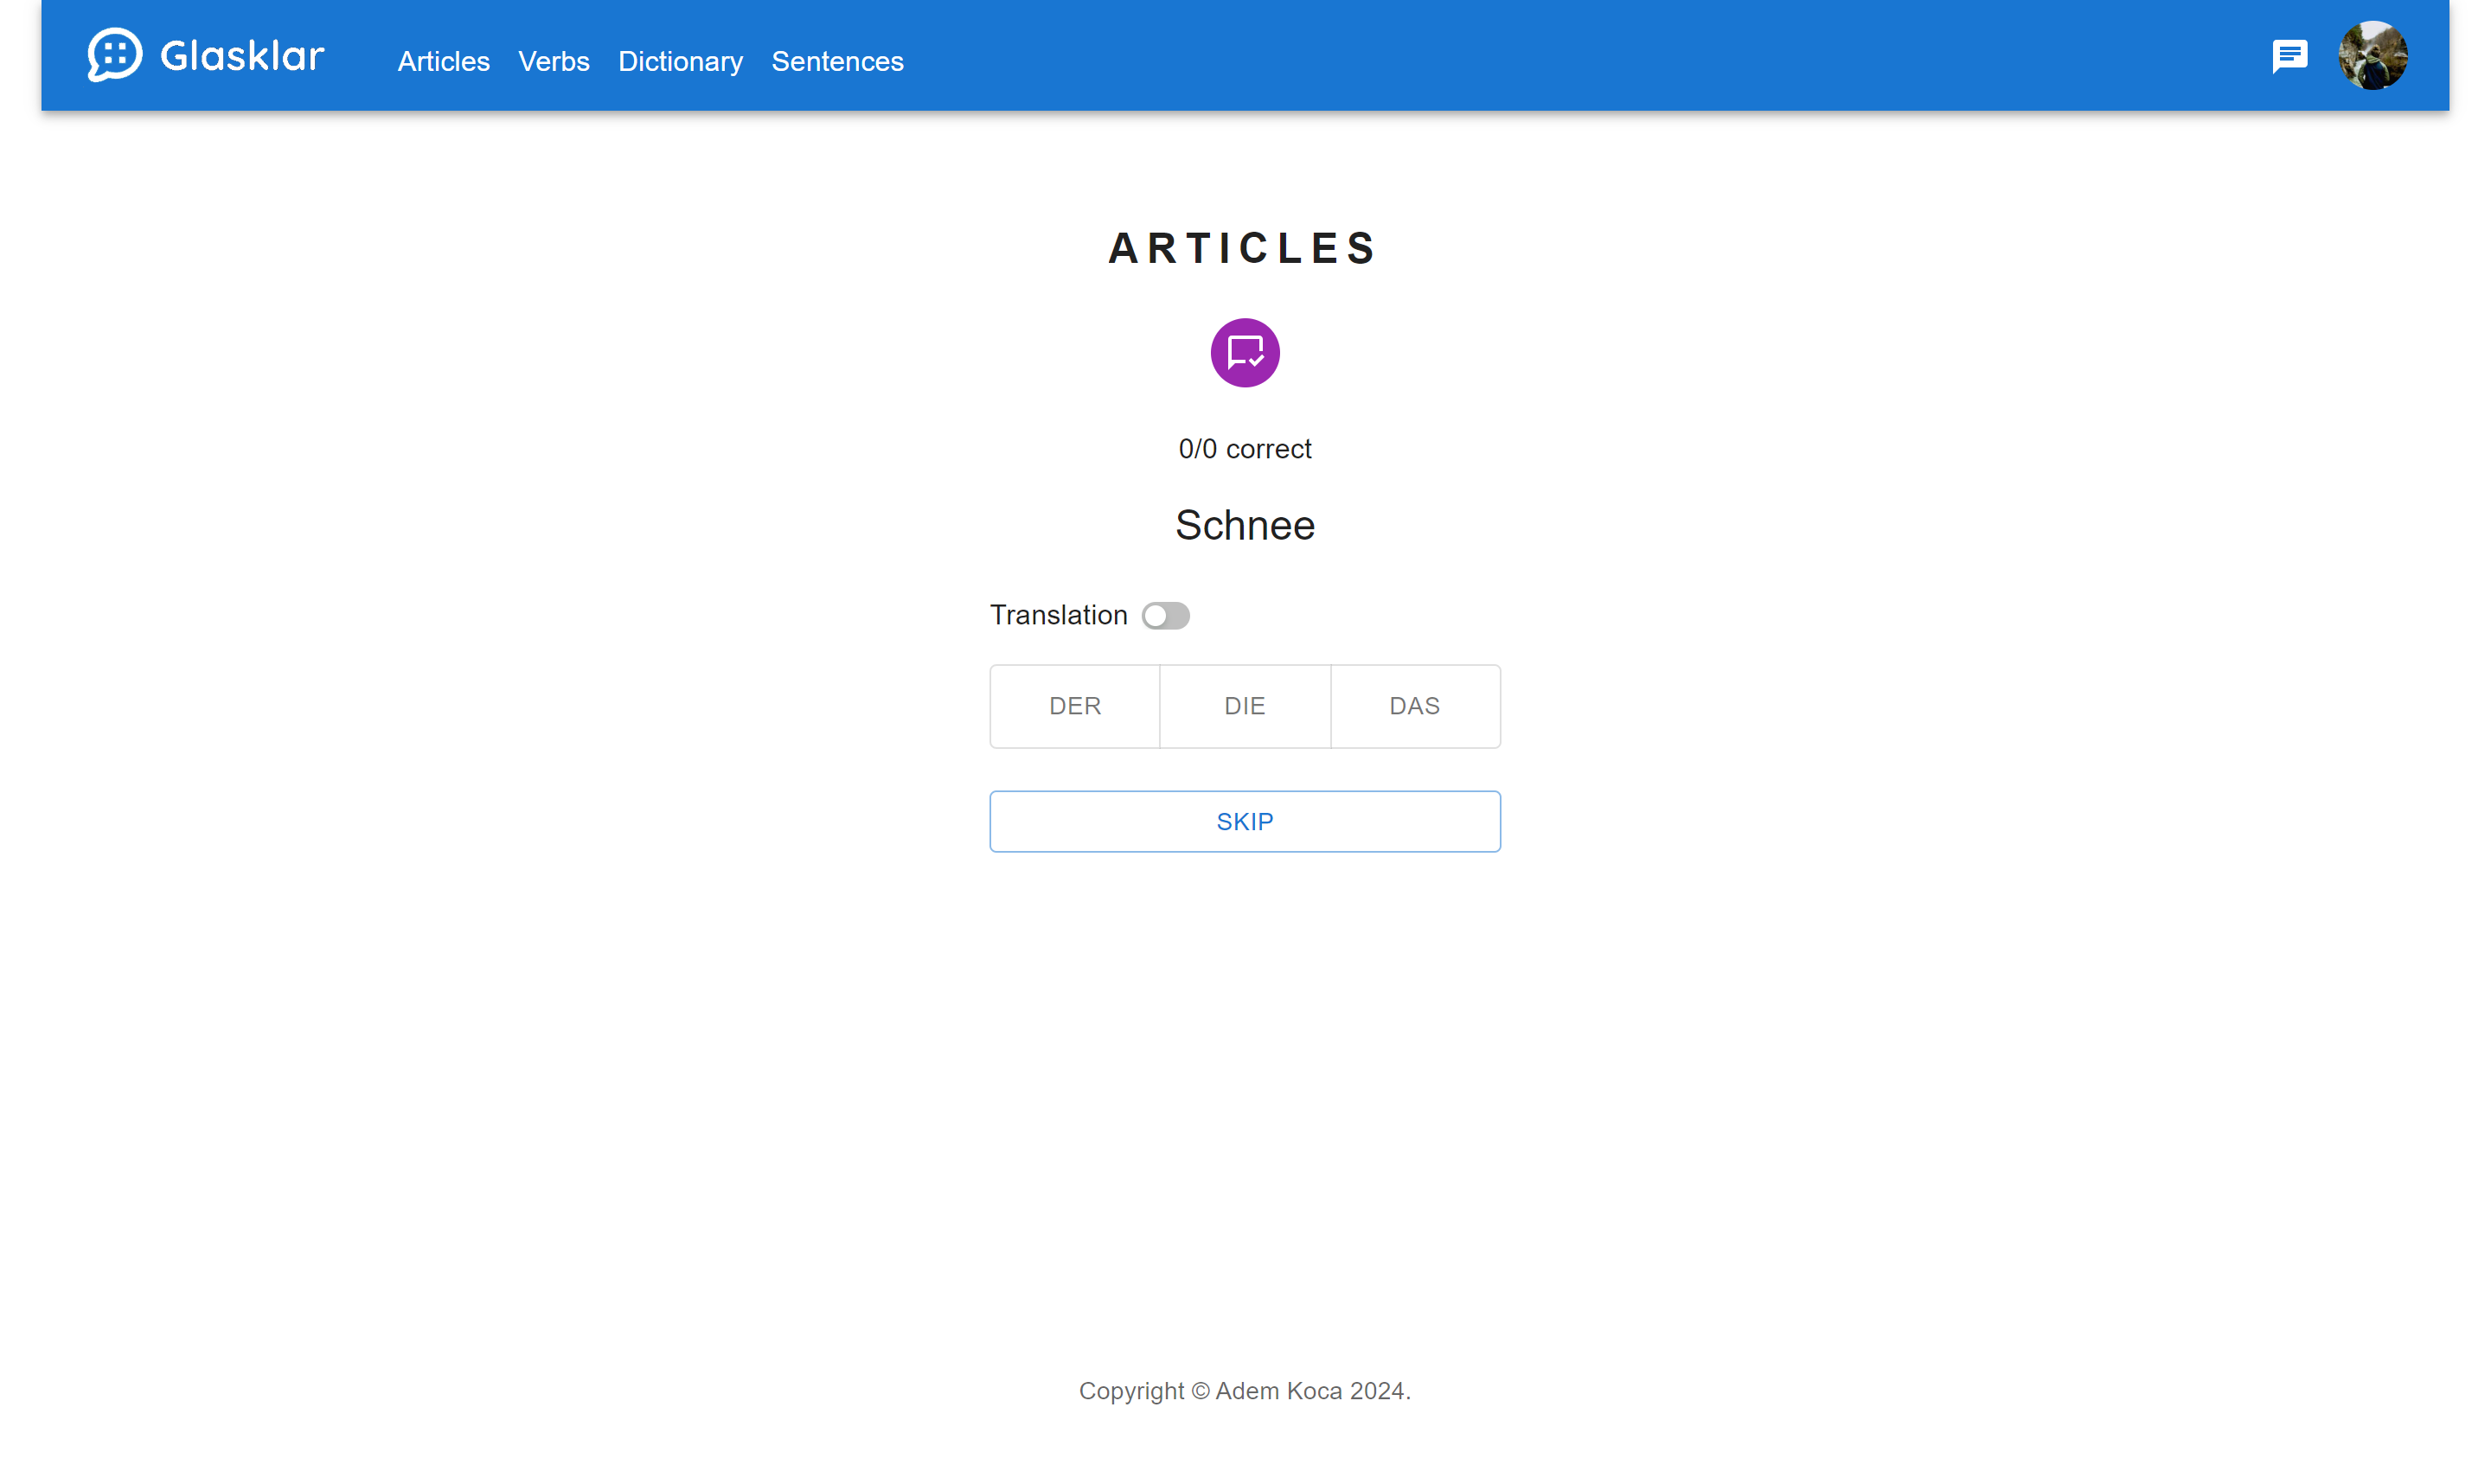 Glasklar Articles Verbs Dictionary Sentences
ARTICLES
0/0 correct
Schnee
Translation
DER DIE DAS
SKIP
Copyright © Adem Koca 2024.